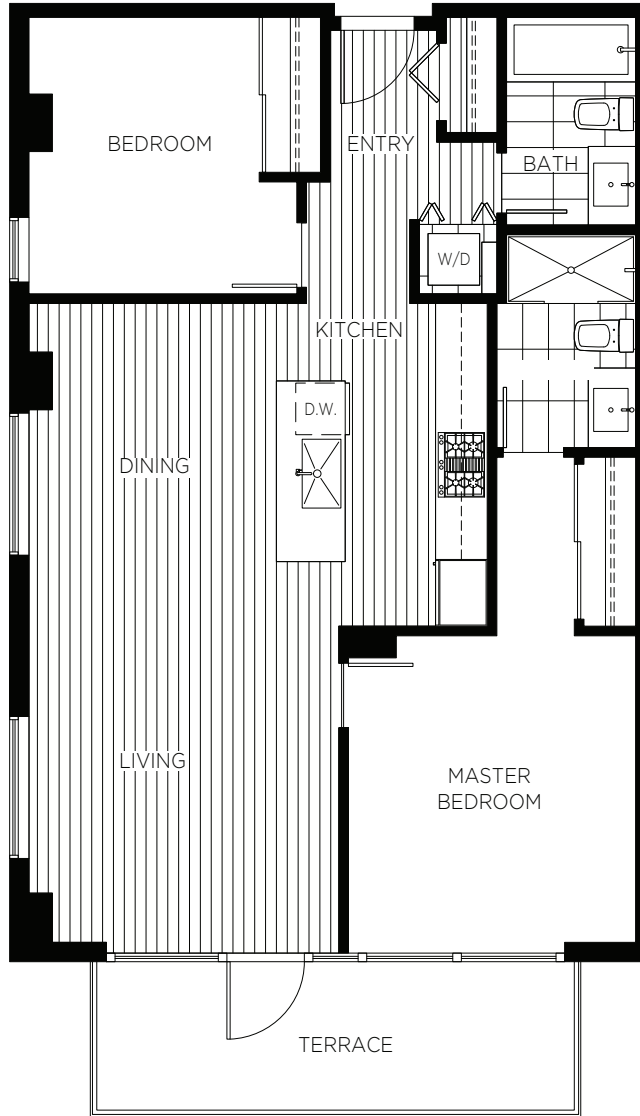 BEDROOM
ENTRY
BATH
W/D
KITCHEN
D.W.
DINING
LIVING
MASTER
BEDROOM
TERRACE